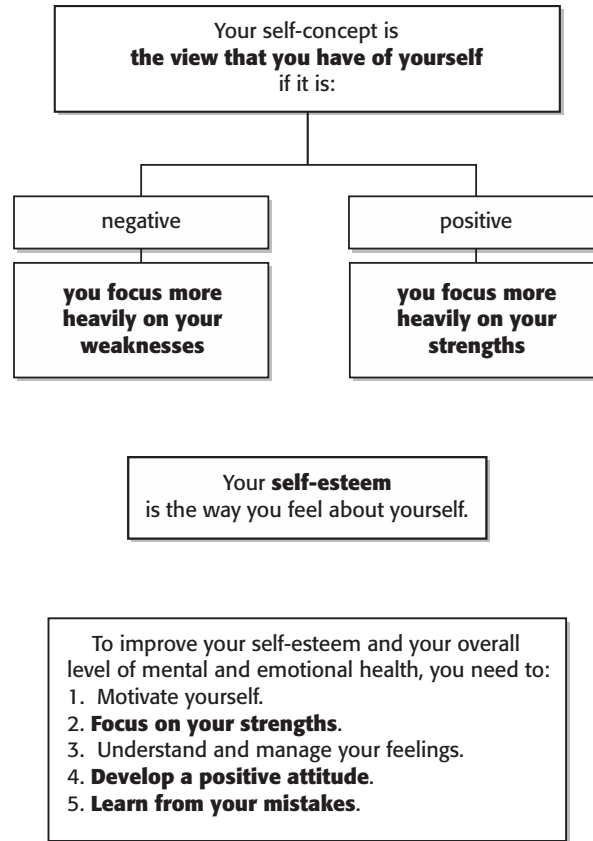 Your self-concept is
the view that you have of yourself
if it is:
negative
positive
you focus more
heavily on your
weaknesses
you focus more
heavily on your
strengths
Your self-esteem
is the way you feel about yourself.
To improve your self-esteem and your overall
level of mental and emotional health, you need to:
1. Motivate yourself.
2. Focus on your strengths.
3. Understand and manage your feelings.
4. Develop a positive attitude.
5. Learn from your mistakes.